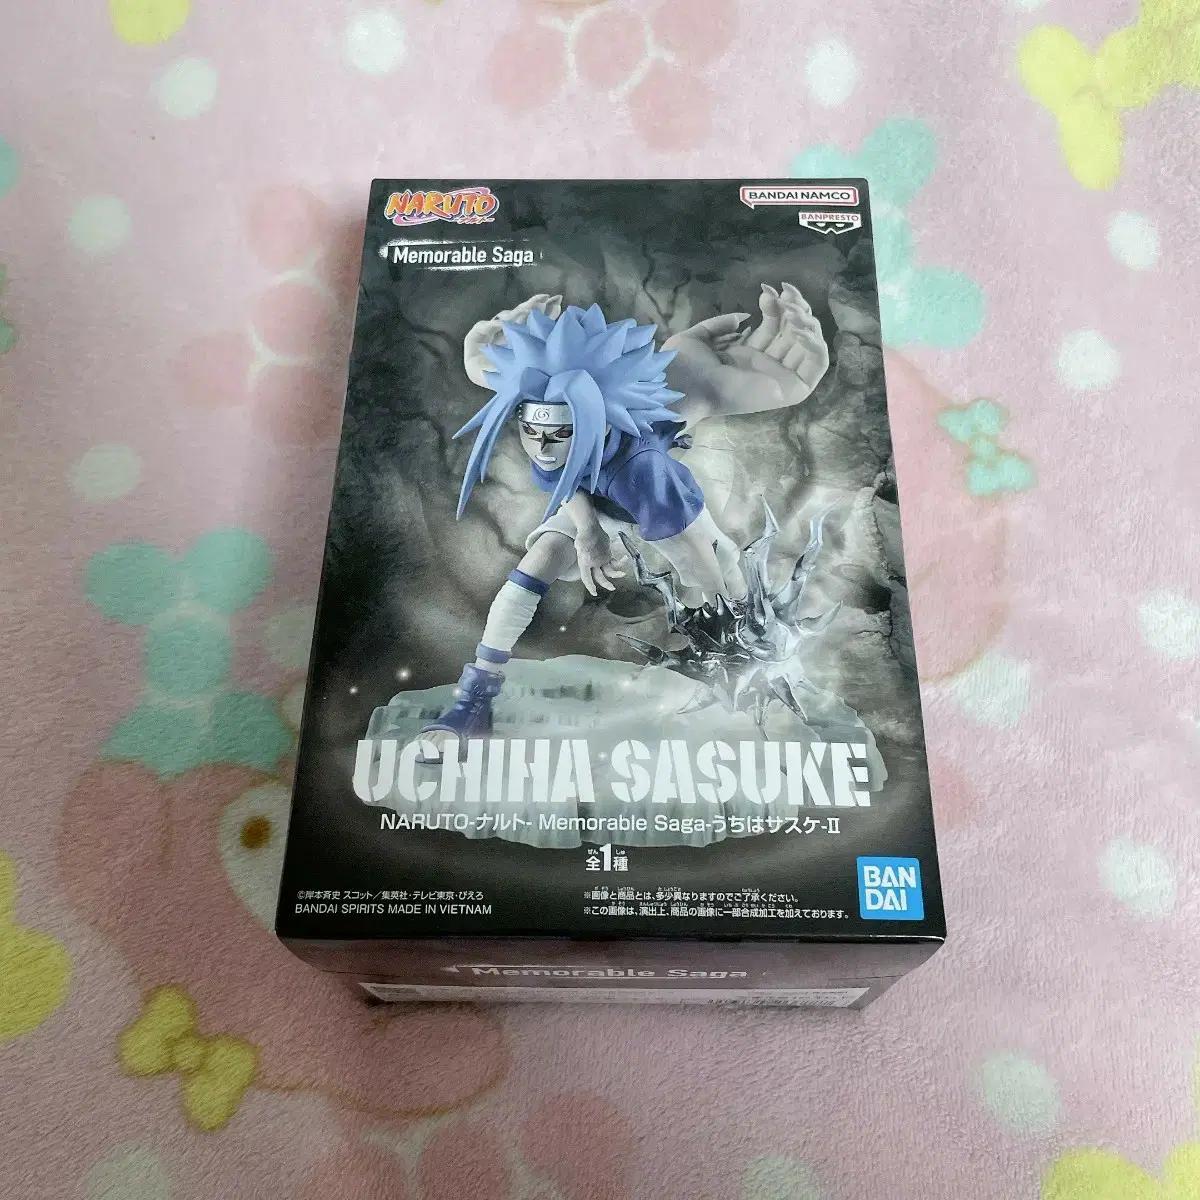 NARUTO
ナルト
BANDAI NAMCO
BANPRESTO
Memorable Saga
UCHIHA SASUKE
NARUTO-ナルト- Memorable Saga-うちはサスケ-II
全1種
©岸本斉史 スコット／集英社・テレビ東京・ぴえろ
BANDAI SPIRITS MADE IN VIETNAM
※画像と商品とは、多少異なりますのでご了承ください。
※この画像は、演出上、商品の画像に一部合成加工を加えております。
BAN
DAI
Memorable Saga